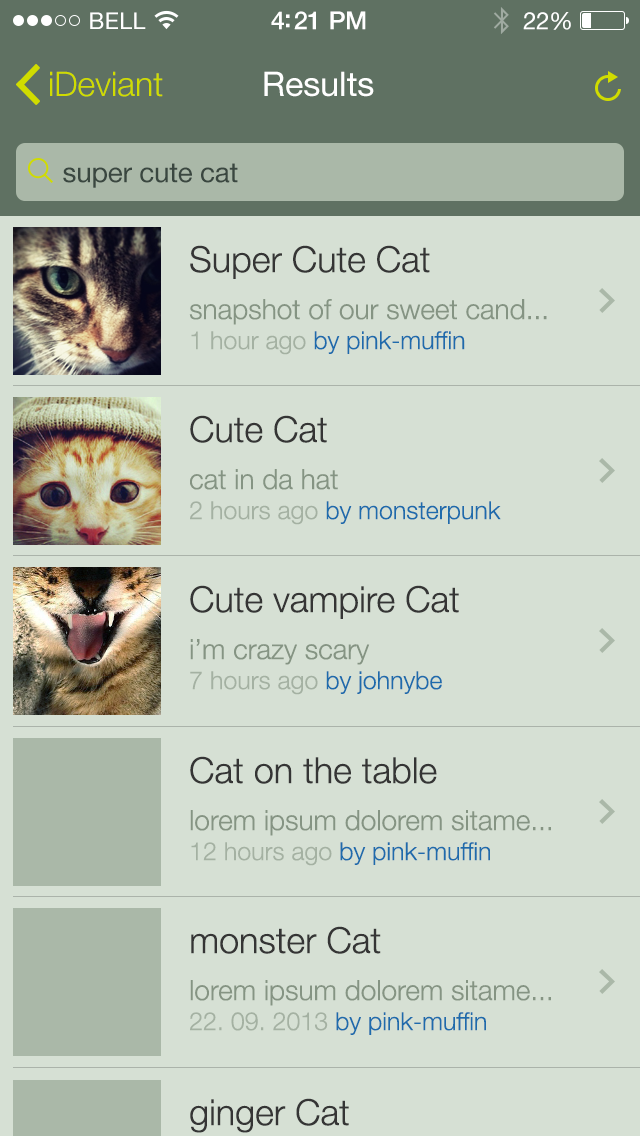 BELL 4:21 PM 22%
iDeviant Results
super cute cat
Super Cute Cat
snapshot of our sweet cand...
1 hour ago by pink-muffin
Cute Cat
cat in da hat
2 hours ago by monsterpunk
Cute vampire Cat
i'm crazy scary
7 hours ago by johnybe
Cat on the table
lorem ipsum dolorem sitame...
12 hours ago by pink-muffin
monster Cat
lorem ipsum dolorem sitame...
22. 09. 2013 by pink-muffin
ginger Cat